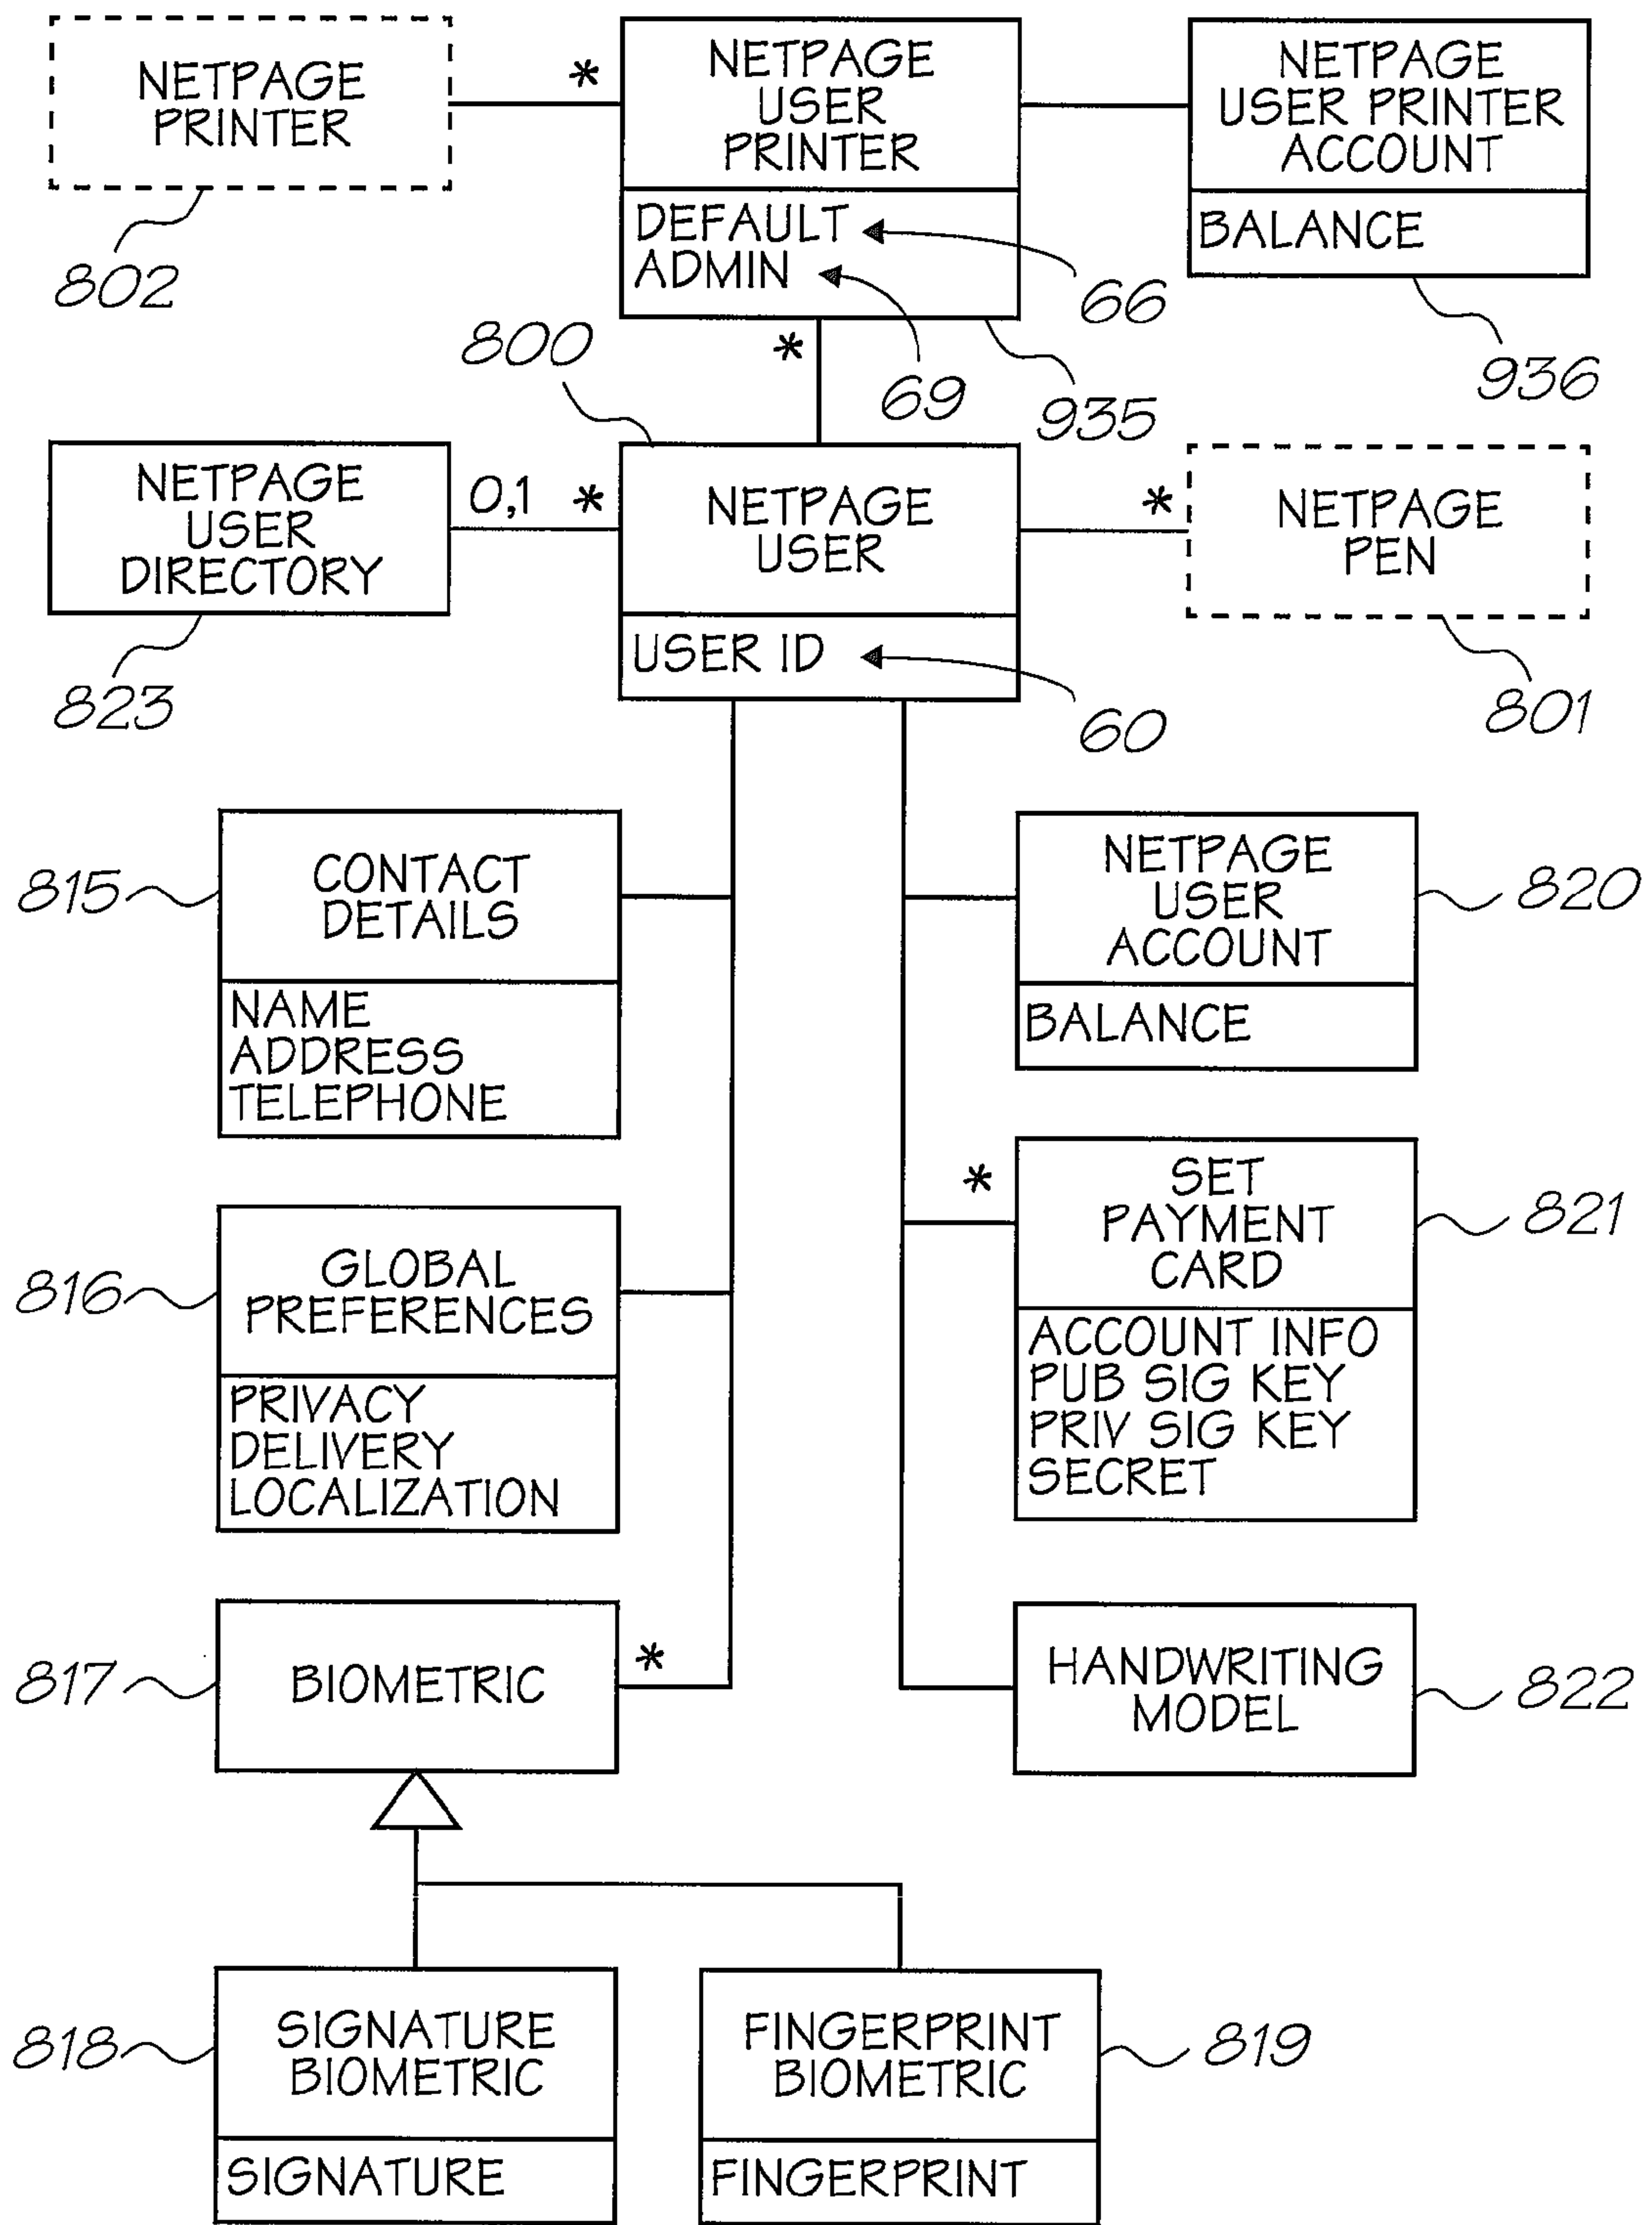 NETPAGE
PRINTER
802
*
NETPAGE
USER
PRINTER
DEFAULT
ADMIN
66
69
935
*
NETPAGE
USER PRINTER
ACCOUNT
BALANCE
936
800
NETPAGE
USER
DIRECTORY
823
0,1 *
NETPAGE
USER
USER ID
60
*
NETPAGE
PEN
801
815
CONTACT
DETAILS
NAME
ADDRESS
TELEPHONE
NETPAGE
USER
ACCOUNT
BALANCE
820
816
GLOBAL
PREFERENCES
PRIVACY
DELIVERY
LOCALIZATION
*
SET
PAYMENT
CARD
ACCOUNT INFO
PUB SIG KEY
PRIV SIG KEY
SECRET
821
817
BIOMETRIC
*
HANDWRITING
MODEL
822
818
SIGNATURE
BIOMETRIC
SIGNATURE
FINGERPRINT
BIOMETRIC
FINGERPRINT
819